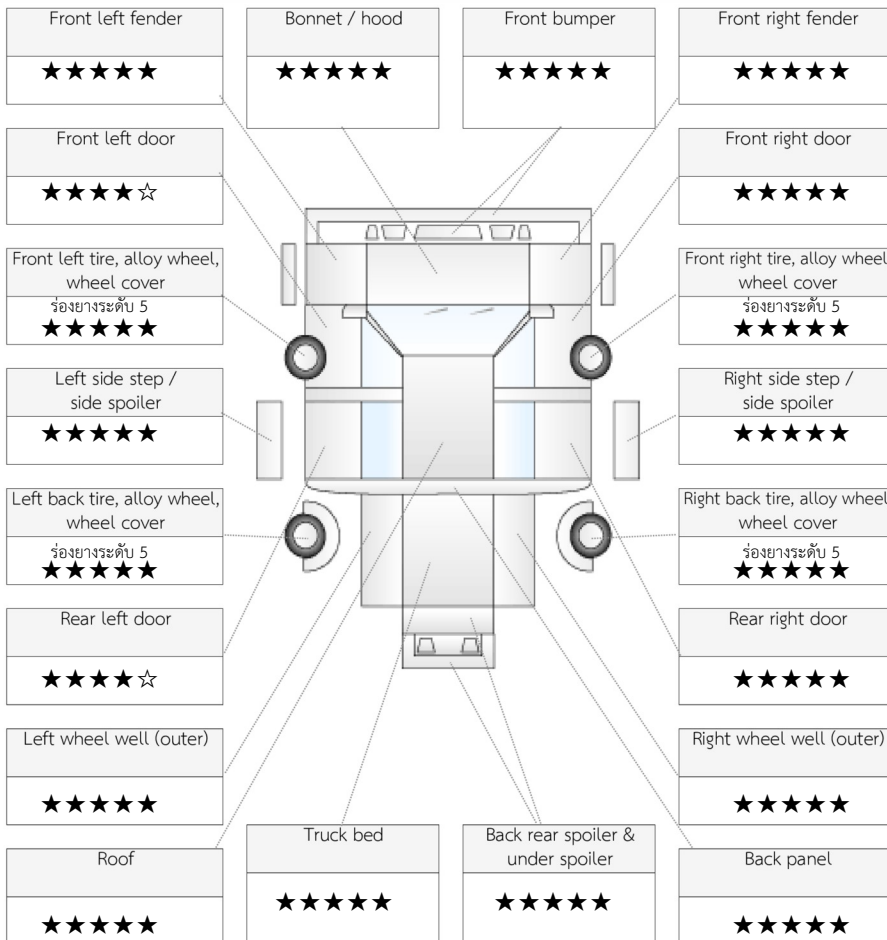 Front left fender
★★★★★
Bonnet / hood
★★★★★
Front bumper
★★★★★
Front right fender
★★★★★
Front left door
★★★★☆
Front right door
★★★★★
Front left tire, alloy wheel,
wheel cover
ร่องยางระดับ 5
★★★★★
Front right tire, alloy wheel
wheel cover
ร่องยางระดับ 5
★★★★★
Left side step /
side spoiler
★★★★★
Right side step /
side spoiler
★★★★★
Left back tire, alloy wheel,
wheel cover
ร่องยางระดับ 5
★★★★★
Right back tire, alloy wheel
wheel cover
ร่องยางระดับ 5
★★★★★
Rear left door
★★★★☆
Rear right door
★★★★★
Left wheel well (outer)
★★★★★
Right wheel well (outer)
★★★★★
Roof
★★★★★
Truck bed
★★★★★
Back rear spoiler &
under spoiler
★★★★★
Back panel
★★★★★